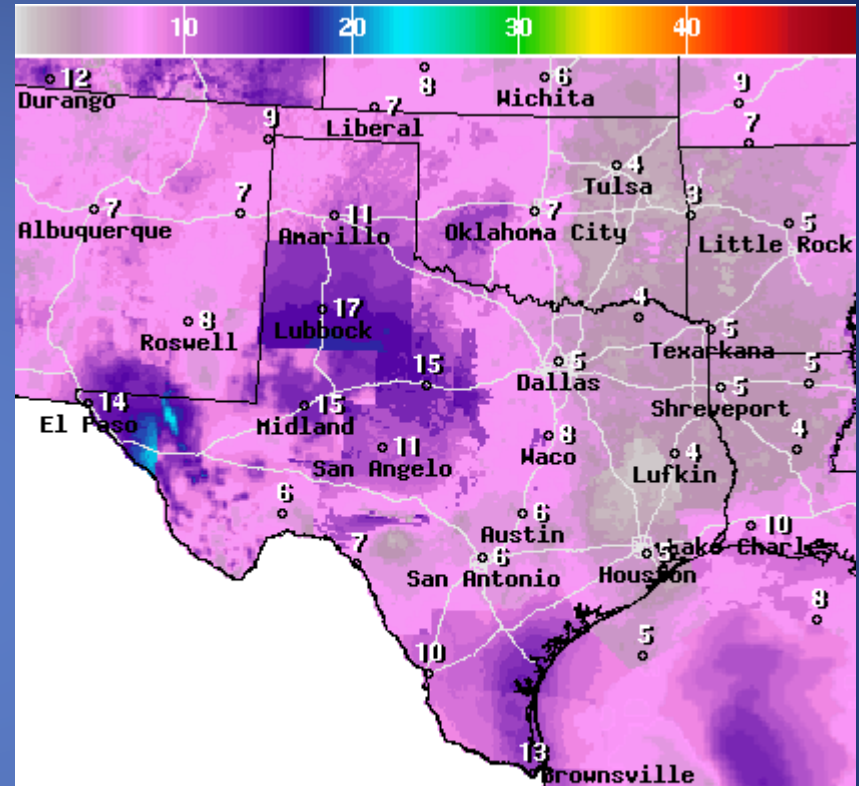 10 20 30 40
12
Durango
8
6
Wichita
9
7
Liberal
9
7
4
Tulsa
7
Albuquerque
7
11
Amarillo
7
Oklahoma City
3
5
Little Rock
8
Roswell
17
Lubbock
4
5
Texarkana
5
Dallas
14
El Paso
15
Midland
15
5
Shreveport
5
11
San Angelo
8
Waco
4
Lufkin
4
6
6
Austin
10
Lake Charles
7
6
San Antonio
5
Houston
8
5
10
13
Brownsville